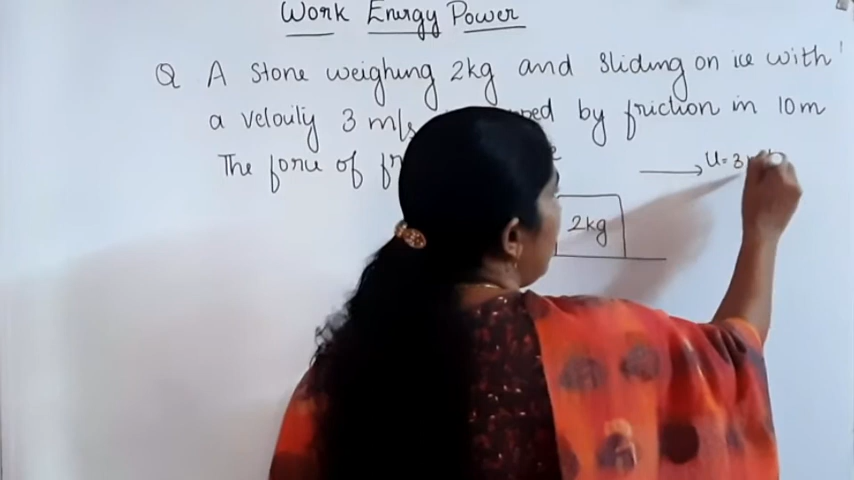 Work Energy Power
Q A stone weighing 2kg and sliding on ice with
a velocity 3 m/s by friction in 10m
The force of
U = 3
2kg